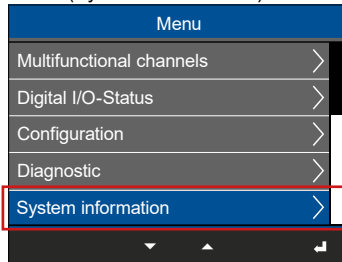 Menu
Multifunctional channels
Digital I/O-Status
Configuration
Diagnostic
System information